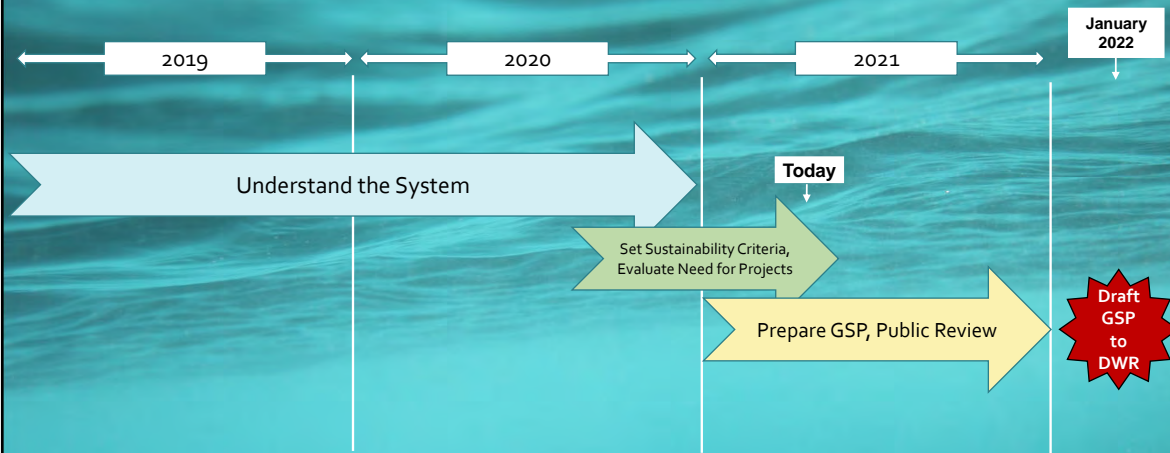 January
2022
2019
2020
2021
Understand the System
Today
Set Sustainability Criteria,
Evaluate Need for Projects
Prepare GSP, Public Review
Draft
GSP
to
DWR